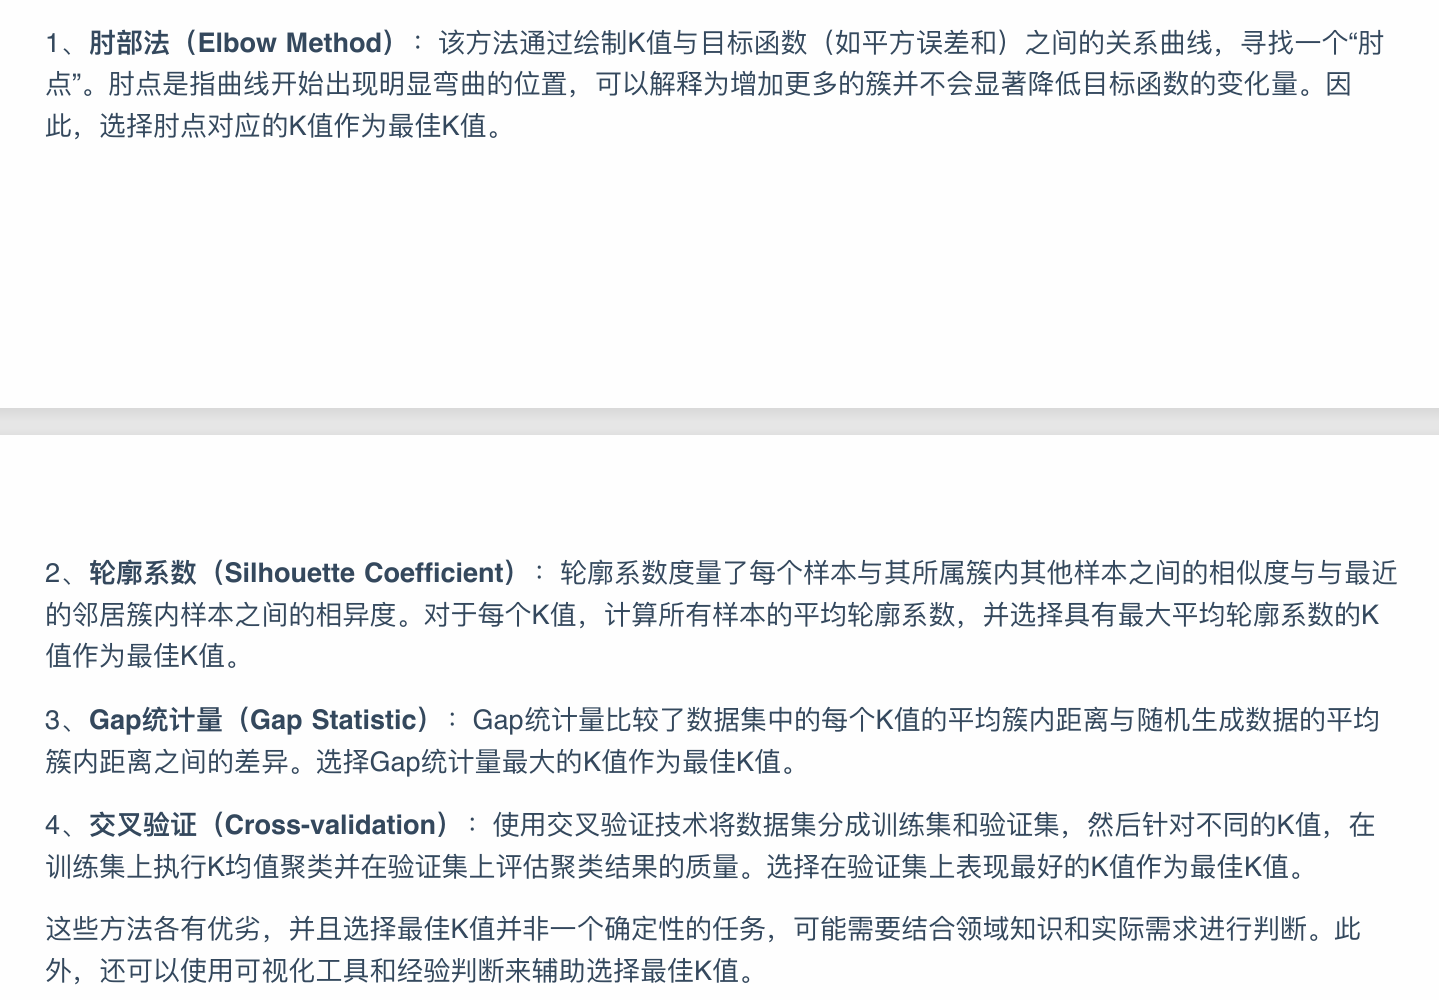 1、肘部法（Elbow Method）：该方法通过绘制K值与目标函数（如平方误差和）之间的关系曲线，寻找一个“肘
点”。肘点是指曲线开始出现明显弯曲的位置，可以解释为增加更多的簇并不会显著降低目标函数的变化量。因
此，选择肘点对应的K值作为最佳K值。
2、轮廓系数（Silhouette Coefficient）：轮廓系数度量了每个样本与其所属簇内其他样本之间的相似度与与最近
的邻居簇内样本之间的相异度。对于每个K值，计算所有样本的平均轮廓系数，并选择具有最大平均轮廓系数的K
值作为最佳K值。
3、Gap统计量（Gap Statistic）：Gap统计量比较了数据集中的每个K值的平均簇内距离与随机生成数据的平均
簇内距离之间的差异。选择Gap统计量最大的K值作为最佳K值。
4、交叉验证（Cross-validation）：使用交叉验证技术将数据集分成训练集和验证集，然后针对不同的K值，在
训练集上执行K均值聚类并在验证集上评估聚类结果的质量。选择在验证集上表现最好的K值作为最佳K值。
这些方法各有优劣，并且选择最佳K值并非一个确定性的任务，可能需要结合领域知识和实际需求进行判断。此
外，还可以使用可视化工具和经验判断来辅助选择最佳K值。